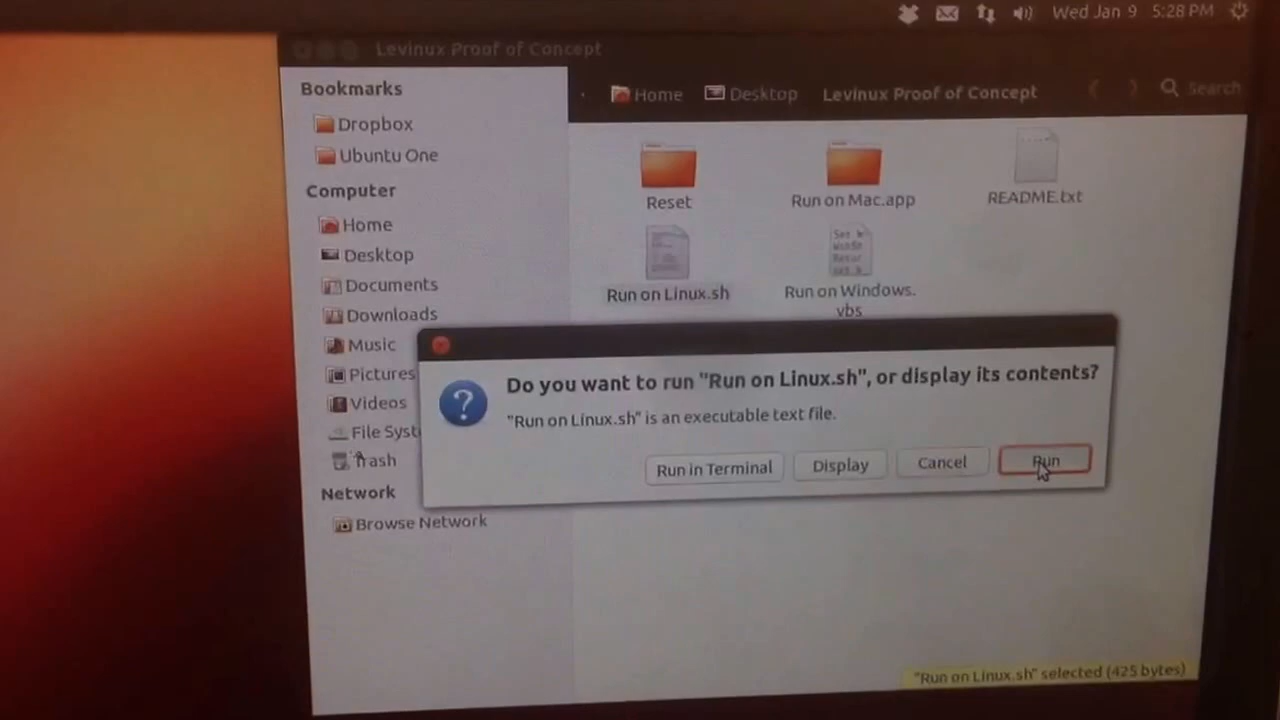 Wed Jan 9 5:28 PM
Levinux Proof of Concept
Bookmarks
Dropbox
Ubuntu One
Computer
Home
Desktop
Documents
Downloads
Music
Pictures
Videos
File Syst
Trash
Network
Browse Network
Home Desktop Levinux Proof of Concept Search
Reset
Run on Mac.app
README.txt
Run on Linux.sh
Run on Windows.
vbs
Do you want to run "Run on Linux.sh", or display its contents?
"Run on Linux.sh" is an executable text file.
Run in Terminal Display Cancel Run
"Run on Linux.sh" selected (425 bytes)